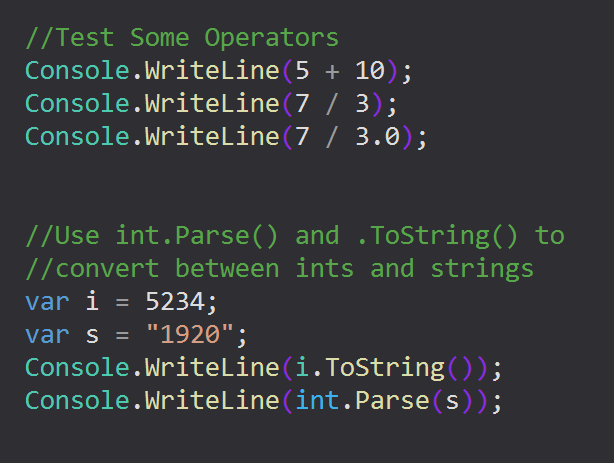 //Test Some Operators
Console.WriteLine(5 + 10);
Console.WriteLine(7 / 3);
Console.WriteLine(7 / 3.0);
//Use int.Parse() and .ToString() to
//convert between ints and strings
var i = 5234;
var s = "1920";
Console.WriteLine(i.ToString());
Console.WriteLine(int.Parse(s));